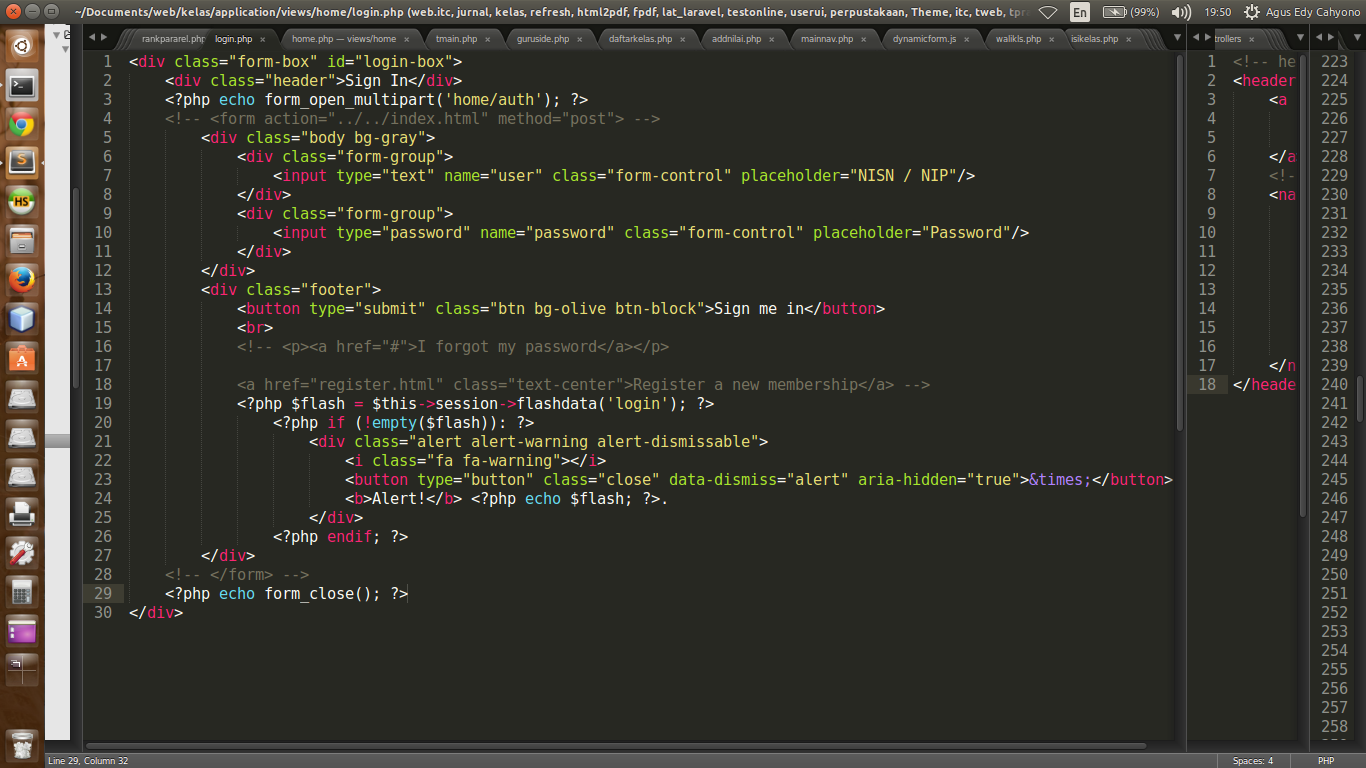 ~/Documents/web/kelas/application/views/home/login.php (web.itc, jurnal, kelas, refresh, html2pdf, fpdf, lat_laravel, testonline, userui, perpustakaan, Theme, itc, tweb,
En (99%) 19:50 Agus Edy Cahyono
rankpararel.php login.php × home.php — views/home × tmain.php × guruside.php × daftarkelas.php × addnilai.php × mainnav.php × dynamicform.js × walikls.php × isikelas.php × trollers ×
1 <div class="form-box" id="login-box">
2     <div class="header">Sign In</div>
3     <?php echo form_open_multipart('home/auth'); ?>
4     <!-- <form action="../../index.html" method="post"> -->
5         <div class="body bg-gray">
6             <div class="form-group">
7                 <input type="text" name="user" class="form-control" placeholder="NISN / NIP"/>
8             </div>
9             <div class="form-group">
10                 <input type="password" name="password" class="form-control" placeholder="Password"/>
11             </div>
12         </div>
13         <div class="footer">
14             <button type="submit" class="btn bg-olive btn-block">Sign me in</button>
15             <br>
16             <!-- <p><a href="#">I forgot my password</a></p>
17
18             <a href="register.html" class="text-center">Register a new membership</a> -->
19             <?php $flash = $this->session->flashdata('login'); ?>
20                 <?php if (!empty($flash)): ?>
21                     <div class="alert alert-warning alert-dismissable">
22                         <i class="fa fa-warning"></i>
23                         <button type="button" class="close" data-dismiss="alert" aria-hidden="true">&times;</button>
24                         <b>Alert!</b> <?php echo $flash; ?>.
25                     </div>
26                 <?php endif; ?>
27         </div>
28     <!-- </form> -->
29     <?php echo form_close(); ?>
30 </div>
1 <!-- he
2 <header
3     <a
4
5
6     </a
7     <!-
8     <na
9
10
11
12
13
14
15
16
17     </n
18 </heade
223
224
225
226
227
228
229
230
231
232
233
234
235
236
237
238
239
240
241
242
243
244
245
246
247
248
249
250
251
252
253
254
255
256
257
258
HS
Line 29, Column 32 Spaces: 4 PHP